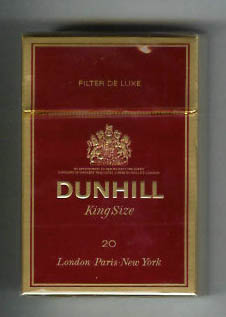 FILTER DE LUXE
DUNHILL
King Size
20
London·Paris·New York